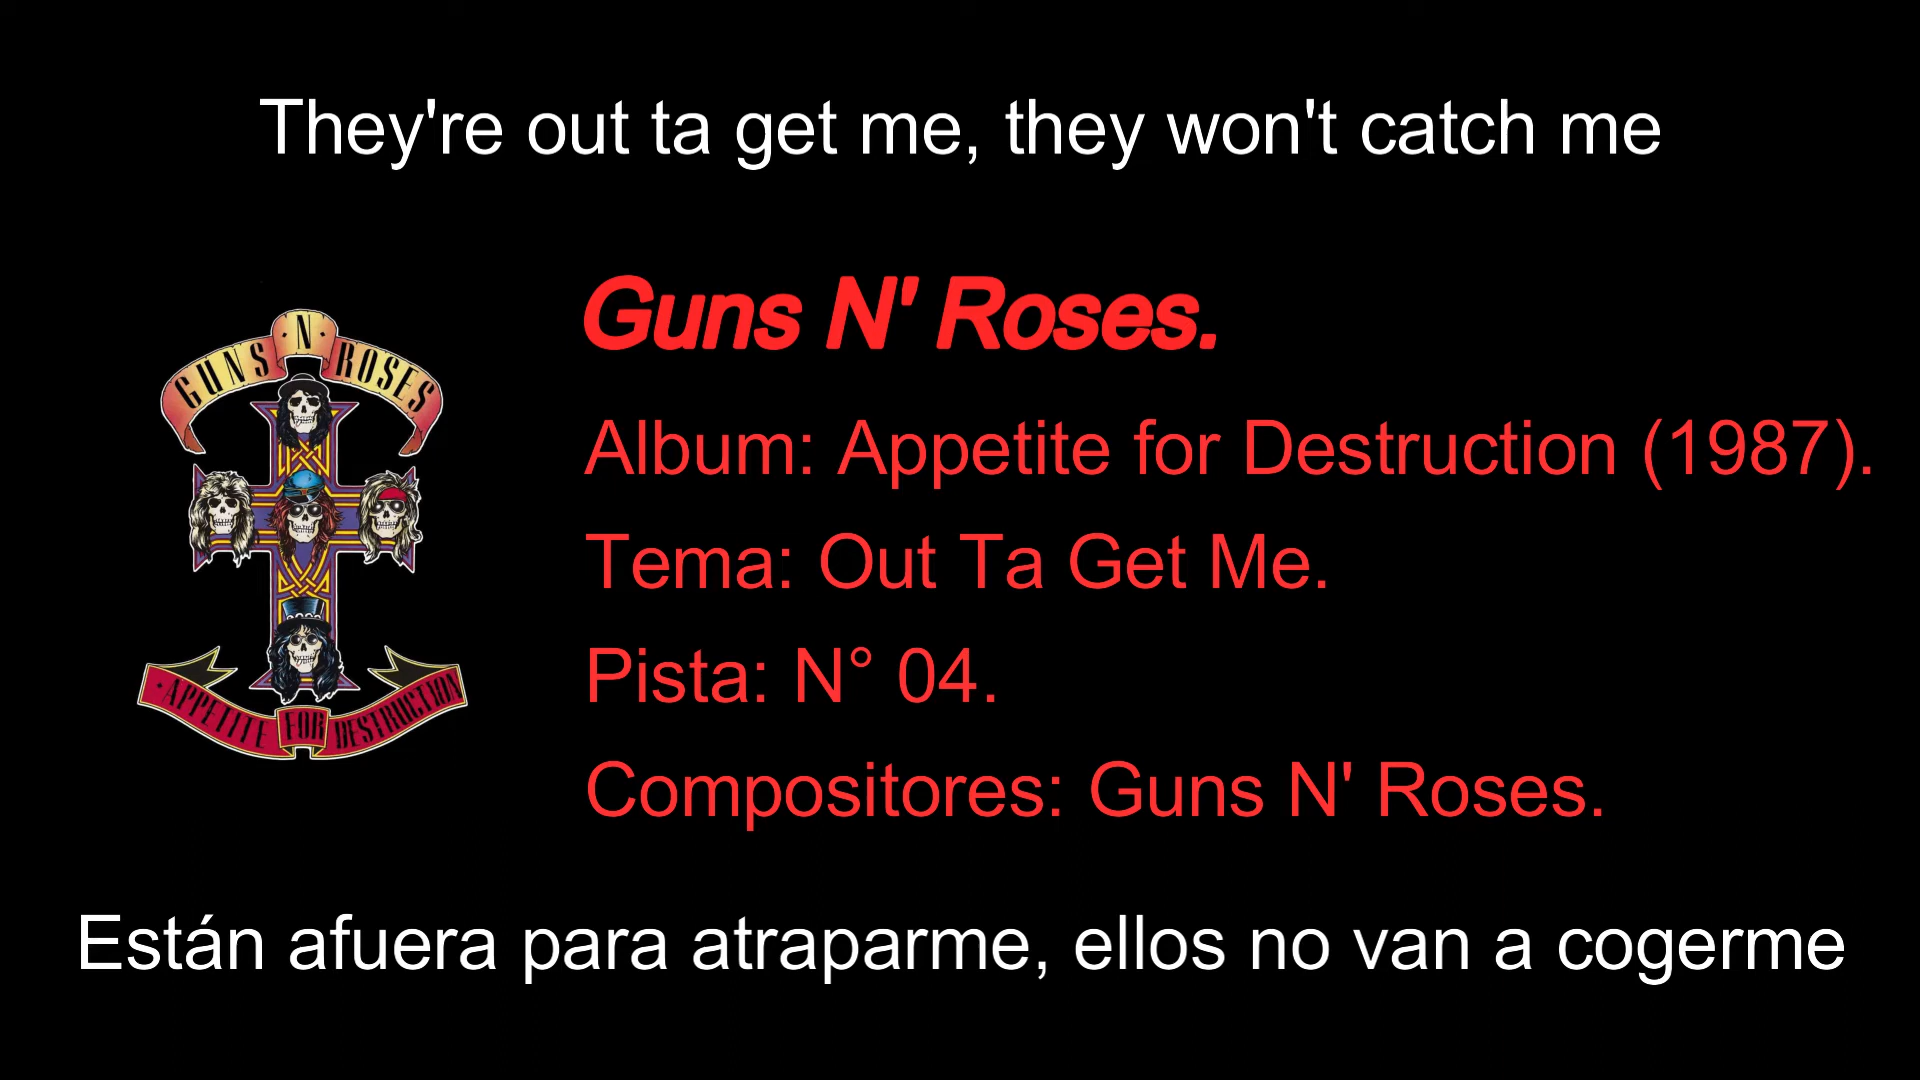 They're out ta get me, they won't catch me
Guns N' Roses.
GUNS ·N· ROSES
Album: Appetite for Destruction (1987).
Tema: Out Ta Get Me.
Pista: N° 04.
·APPETITE FOR DESTRUCTION
Compositores: Guns N' Roses.
Están afuera para atraparme, ellos no van a cogerme